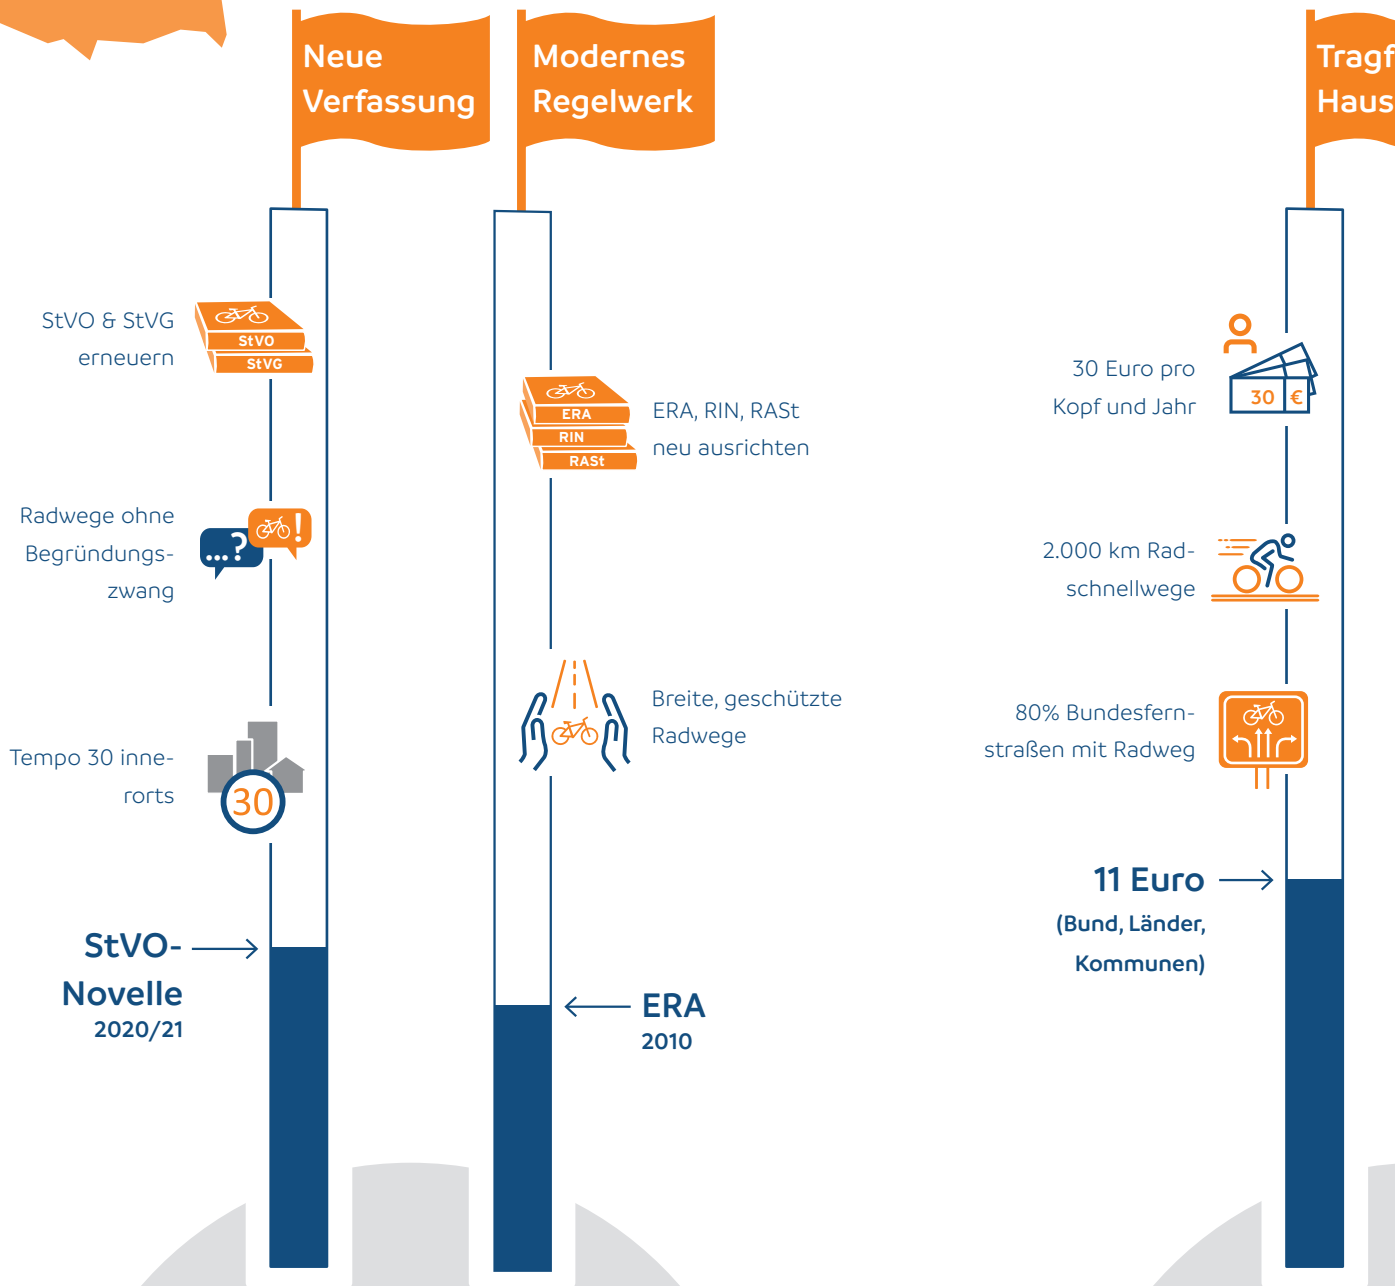 Neue
Verfassung
StVO & StVG
erneuern
StVO
StVG
Radwege ohne
Begründungs-
zwang
...?
!
Tempo 30 inne-
rorts
30
StVO-
Novelle
2020/21
Modernes
Regelwerk
ERA
RIN
RASt
ERA, RIN, RASt
neu ausrichten
Breite, geschützte
Radwege
ERA
2010
Tragf
Haus
30 Euro pro
Kopf und Jahr
30 €
2.000 km Rad-
schnellwege
80% Bundesfern-
straßen mit Radweg
11 Euro
(Bund, Länder,
Kommunen)